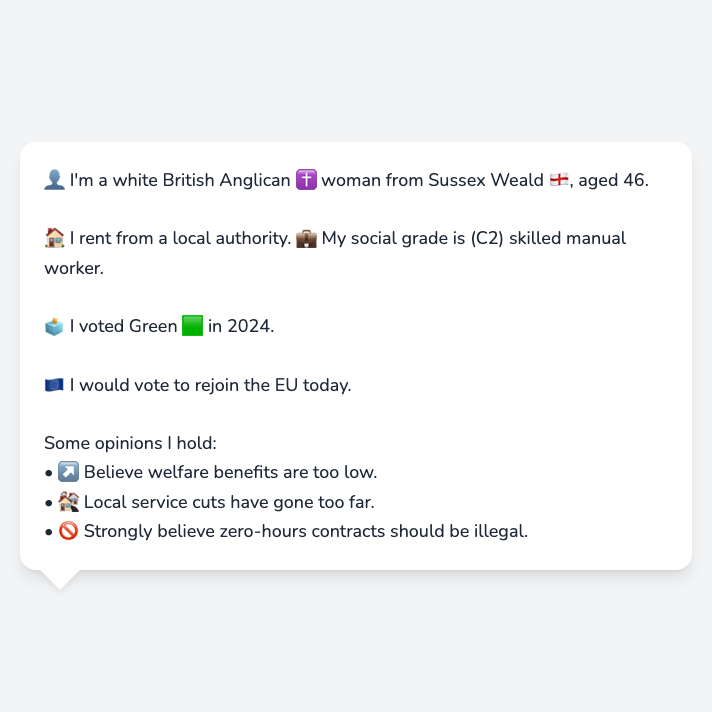 👤 I'm a white British Anglican ✝️ woman from Sussex Weald 🏴󠁧󠁢󠁥󠁮󠁧󠁿, aged 46.
🏠 I rent from a local authority. 💼 My social grade is (C2) skilled manual
worker.
🗳️ I voted Green 🟩 in 2024.
🇪🇺 I would vote to rejoin the EU today.
Some opinions I hold:
• ↗️ Believe welfare benefits are too low.
• 🏘️ Local service cuts have gone too far.
• 🚫 Strongly believe zero-hours contracts should be illegal.